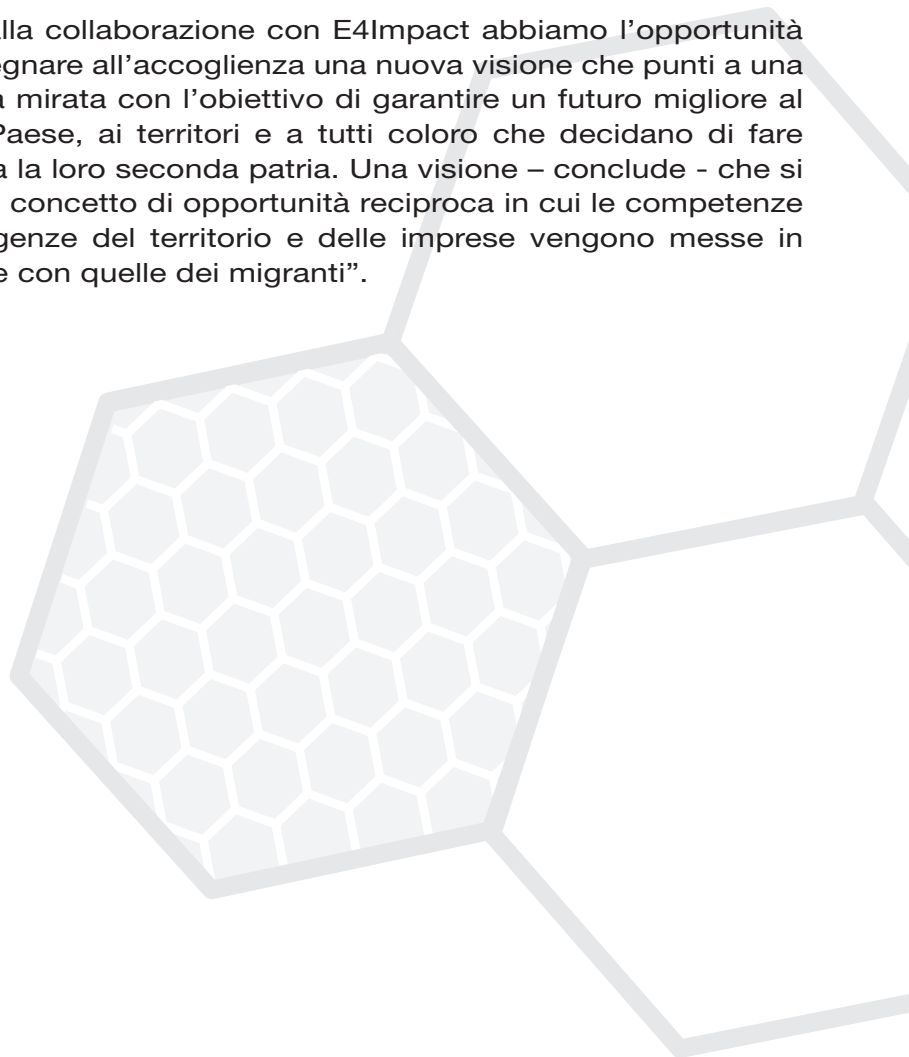 lla collaborazione con E4Impact abbiamo l’opportunità
egnare all’accoglienza una nuova visione che punti a una
a mirata con l’obiettivo di garantire un futuro migliore al
Paese, ai territori e a tutti coloro che decidano di fare
a la loro seconda patria. Una visione – conclude - che si
concetto di opportunità reciproca in cui le competenze
genze del territorio e delle imprese vengono messe in
e con quelle dei migranti”.